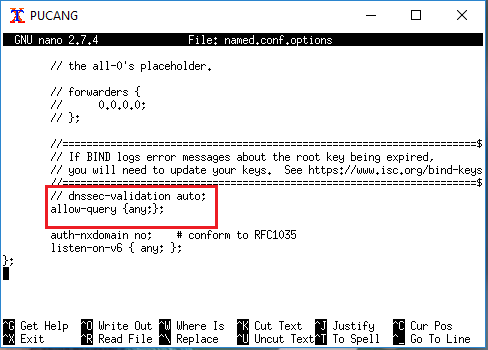 PUCANG
GNU nano 2.7.4 File: named.conf.options
// the all-0's placeholder.
// forwarders {
// 0.0.0.0;
// };
//=====================================================================$
// If BIND logs error messages about the root key being expired,
// you will need to update your keys. See https://www.isc.org/bind-keys
//=====================================================================$
// dnssec-validation auto;
allow-query {any;};
auth-nxdomain no; # conform to RFC1035
listen-on-v6 { any; };
};
^G Get Help ^O Write Out ^W Where Is ^K Cut Text ^J Justify ^C Cur Pos
^X Exit ^R Read File ^\ Replace ^U Uncut Text ^T To Spell ^_ Go To Line